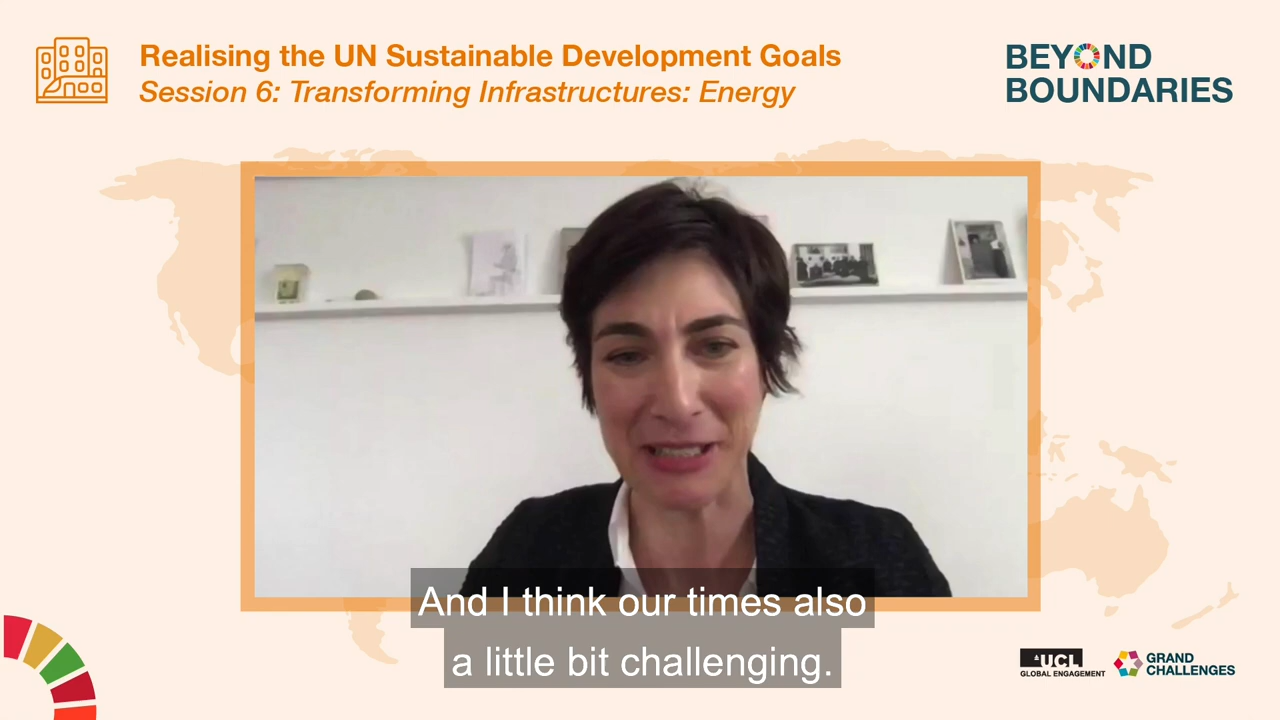 Realising the UN Sustainable Development Goals
Session 6: Transforming Infrastructures: Energy
BEYOND
BOUNDARIES
And I think our times also
a little bit challenging.
UCL
GLOBAL ENGAGEMENT
GRAND
CHALLENGES